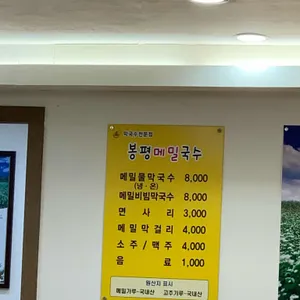 막국수전문점
봉평메밀국수
메밀물막국수 8,000
(냉·온)
메밀비빔막국수 8,000
면 사 리 3,000
메밀막걸리 4,000
소주 / 맥주 4,000
음 료 1,000
원산지 표시
메밀가루-국내산 고추가루-국내산